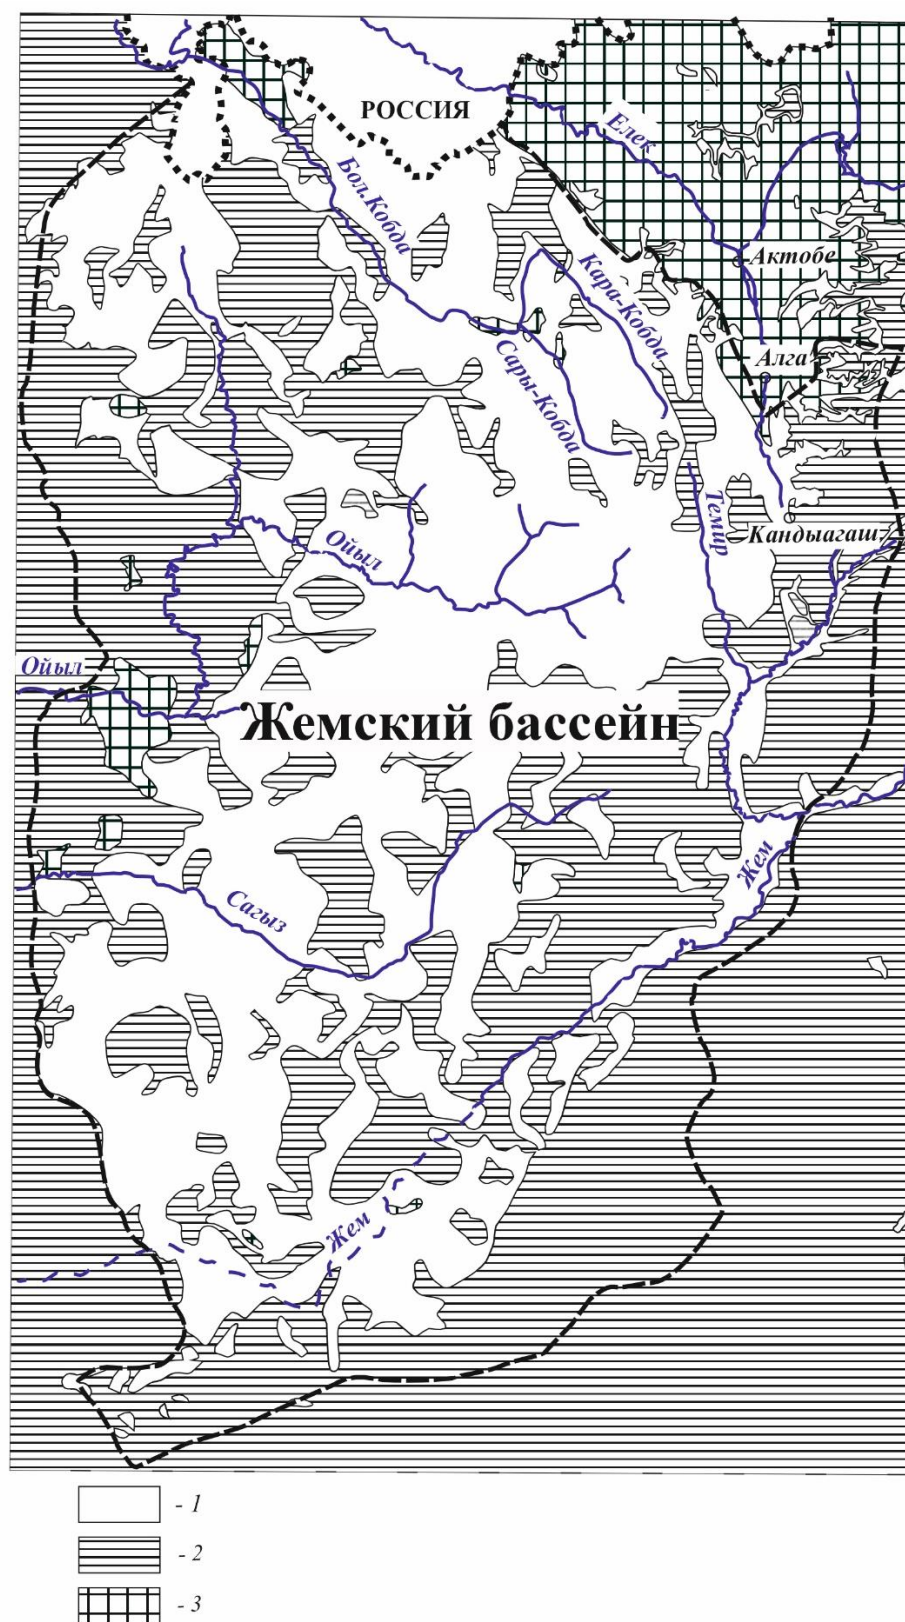 РОССИЯ
Елек
Бол.Кобда
Актобе
Кара-Кобда
Алга
Сары-Кобда
Темир
Кандыагаш
Ойыл
Ойыл
Жемский бассейн
Жем
Сагыз
Жем
- 1
- 2
- 3